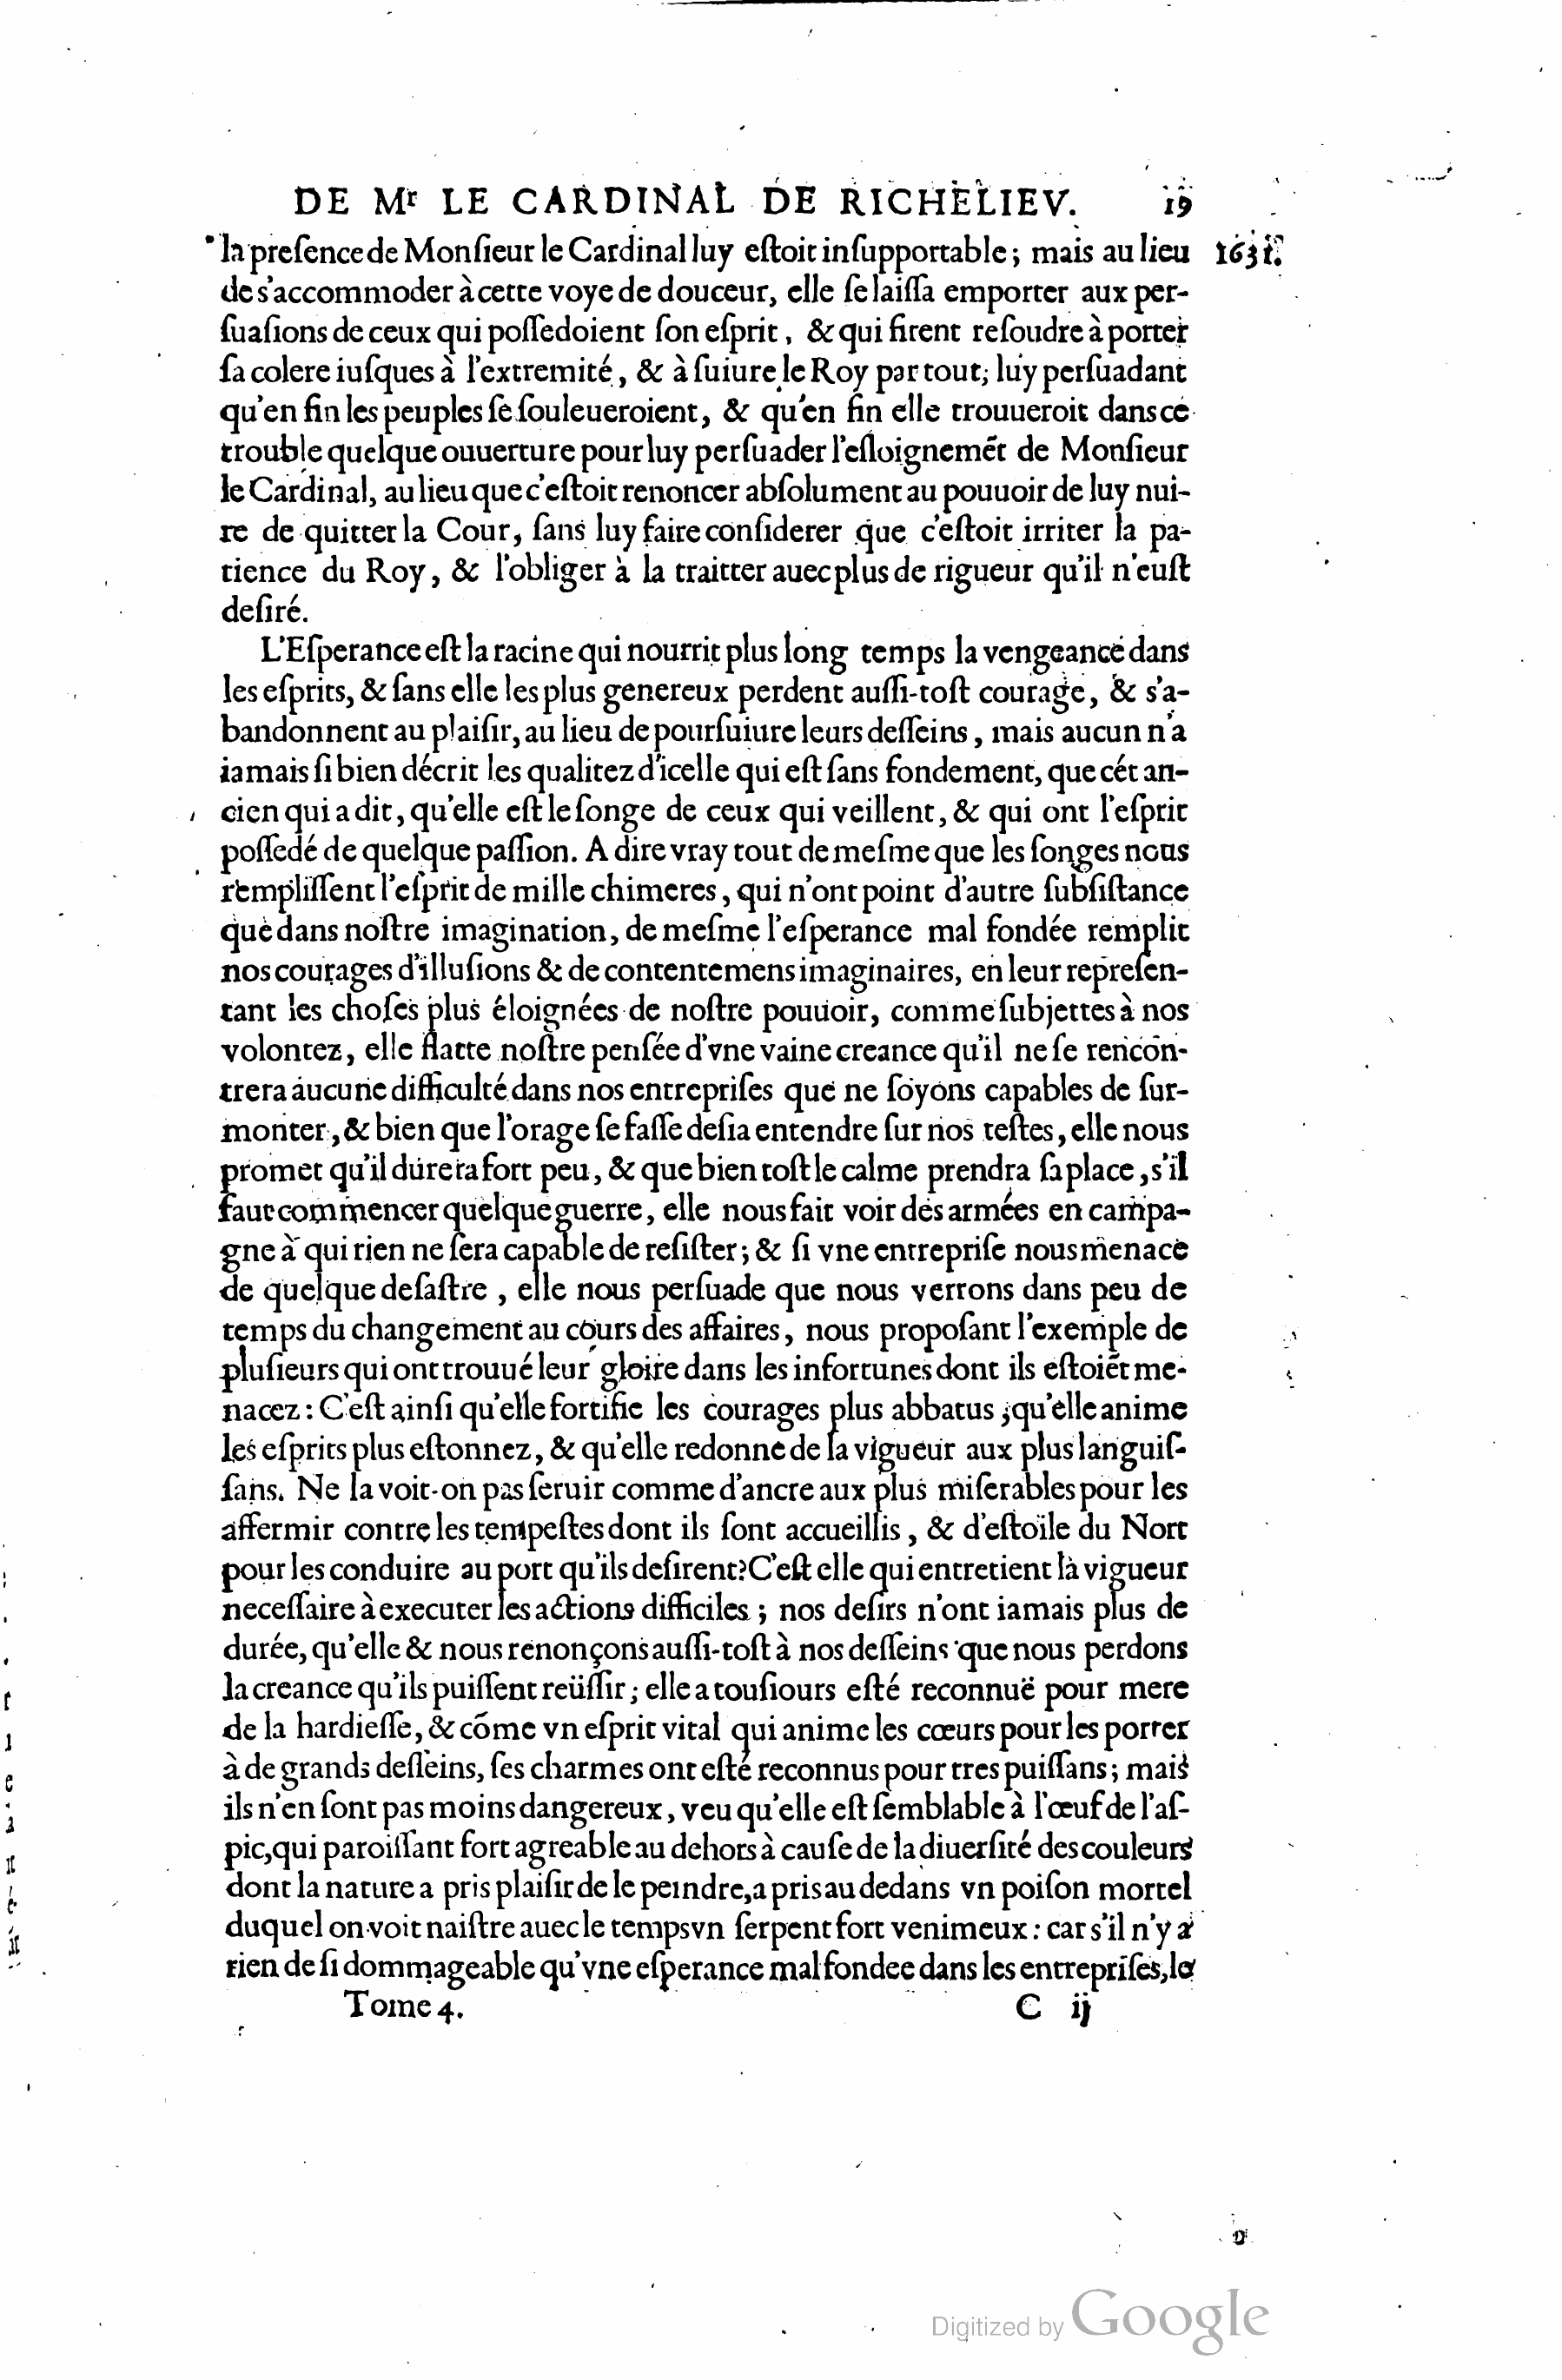 DE Mr LE CARDINAL DE RICHELIEV. 19
la preſence de Monſieur le Cardinal luy eſtoit inſupportable; mais au lieu 1631.
de s'accommoder à cette voye de douceur, elle ſe laiſſa emporter aux per-
ſuaſions de ceux qui poſſedoient ſon eſprit, & qui firent reſoudre à porter
ſa colere iuſques à l'extremité, & à ſuiure le Roy par tout; luy perſuadant
qu'en fin les peuples ſe ſouleueroient, & qu'en fin elle trouueroit dans ce
trouble quelque ouuerture pour luy perſuader l'eſloignemẽt de Monſieur
le Cardinal, au lieu que c'eſtoit renoncer abſolument au pouuoir de luy nui-
re de quitter la Cour, ſans luy faire conſiderer que c'eſtoit irriter la pa-
tience du Roy, & l'obliger à la traitter auec plus de rigueur qu'il n'euſt
deſiré.
L'Eſperance eſt la racine qui nourrit plus long temps la vengeance dans
les eſprits, & ſans elle les plus genereux perdent auſſi-toſt courage, & s'a-
bandonnent au plaiſir, au lieu de pourſuiure leurs deſſeins, mais aucun n'a
iamais ſi bien décrit les qualitez d'icelle qui eſt ſans fondement, que cét an-
cien qui a dit, qu'elle eſt le ſonge de ceux qui veillent, & qui ont l'eſprit
poſſedé de quelque paſſion. A dire vray tout de meſme que les ſonges nous
rempliſſent l'eſprit de mille chimeres, qui n'ont point d'autre ſubſiſtance
que dans noſtre imagination, de meſme l'eſperance mal fondée remplit
nos courages d'illuſions & de contentemens imaginaires, en leur repreſen-
tant les choſes plus éloignées de noſtre pouuoir, comme ſubjettes à nos
volontez, elle flatte noſtre penſée d'vne vaine creance qu'il ne ſe rencon-
trera aucune difficulté dans nos entrepriſes que ne ſoyons capables de ſur-
monter, & bien que l'orage ſe faſſe deſia entendre ſur nos teſtes, elle nous
promet qu'il durera fort peu, & que bien toſt le calme prendra ſa place, s'il
faut commencer quelque guerre, elle nous fait voir des armées en campa-
gne à qui rien ne ſera capable de reſiſter; & ſi vne entrepriſe nous menace
de quelque deſaſtre, elle nous perſuade que nous verrons dans peu de
temps du changement au cours des affaires, nous propoſant l'exemple de
pluſieurs qui ont trouué leur gloire dans les infortunes dont ils eſtoiẽt me-
nacez: C'eſt ainſi qu'elle fortifie les courages plus abbatus; qu'elle anime
les eſprits plus eſtonnez, & qu'elle redonne de la vigueur aux plus languiſ-
ſans. Ne la voit-on pas ſeruir comme d'ancre aux plus miſerables pour les
affermir contre les tempeſtes dont ils ſont accueillis, & d'eſtoile du Nort
pour les conduire au port qu'ils deſirent? C'eſt elle qui entretient la vigueur
neceſſaire à executer les actions difficiles; nos deſirs n'ont iamais plus de
durée, qu'elle & nous renonçons auſſi-toſt à nos deſſeins que nous perdons
la creance qu'ils puiſſent reüſſir; elle a touſiours eſté reconnuë pour mere
de la hardieſſe, & cõme vn eſprit vital qui anime les cœurs pour les porter
à de grands deſſeins, ſes charmes ont eſté reconnus pour tres puiſſans; mais
ils n'en ſont pas moins dangereux, veu qu'elle eſt ſemblable à l'œuf de l'aſ-
pic, qui paroiſſant fort agreable au dehors à cauſe de la diuerſité des couleurs
dont la nature a pris plaiſir de le peindre, a pris au dedans vn poiſon mortel
duquel on voit naiſtre auec le temps vn ſerpent fort venimeux: car s'il n'y a
rien de ſi dommageable qu'vne eſperance mal fondee dans les entrepriſes, le
Tome 4. C ij
Digitized by Google